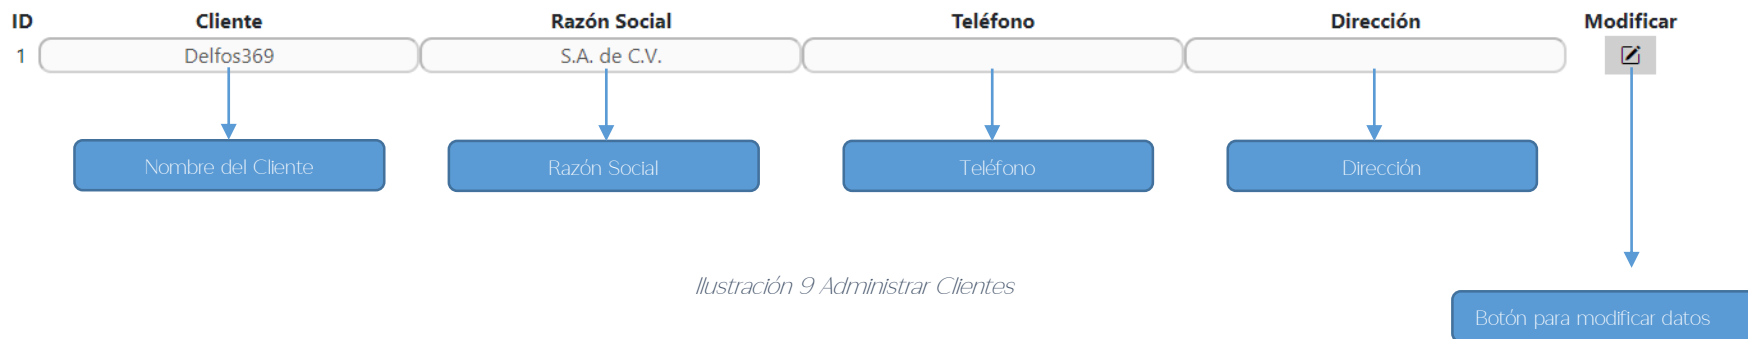 ID Cliente Razón Social Teléfono Dirección Modificar
1 Delfos369 S.A. de C.V.
Nombre del Cliente Razón Social Teléfono Dirección
Ilustración 9 Administrar Clientes
Botón para modificar datos